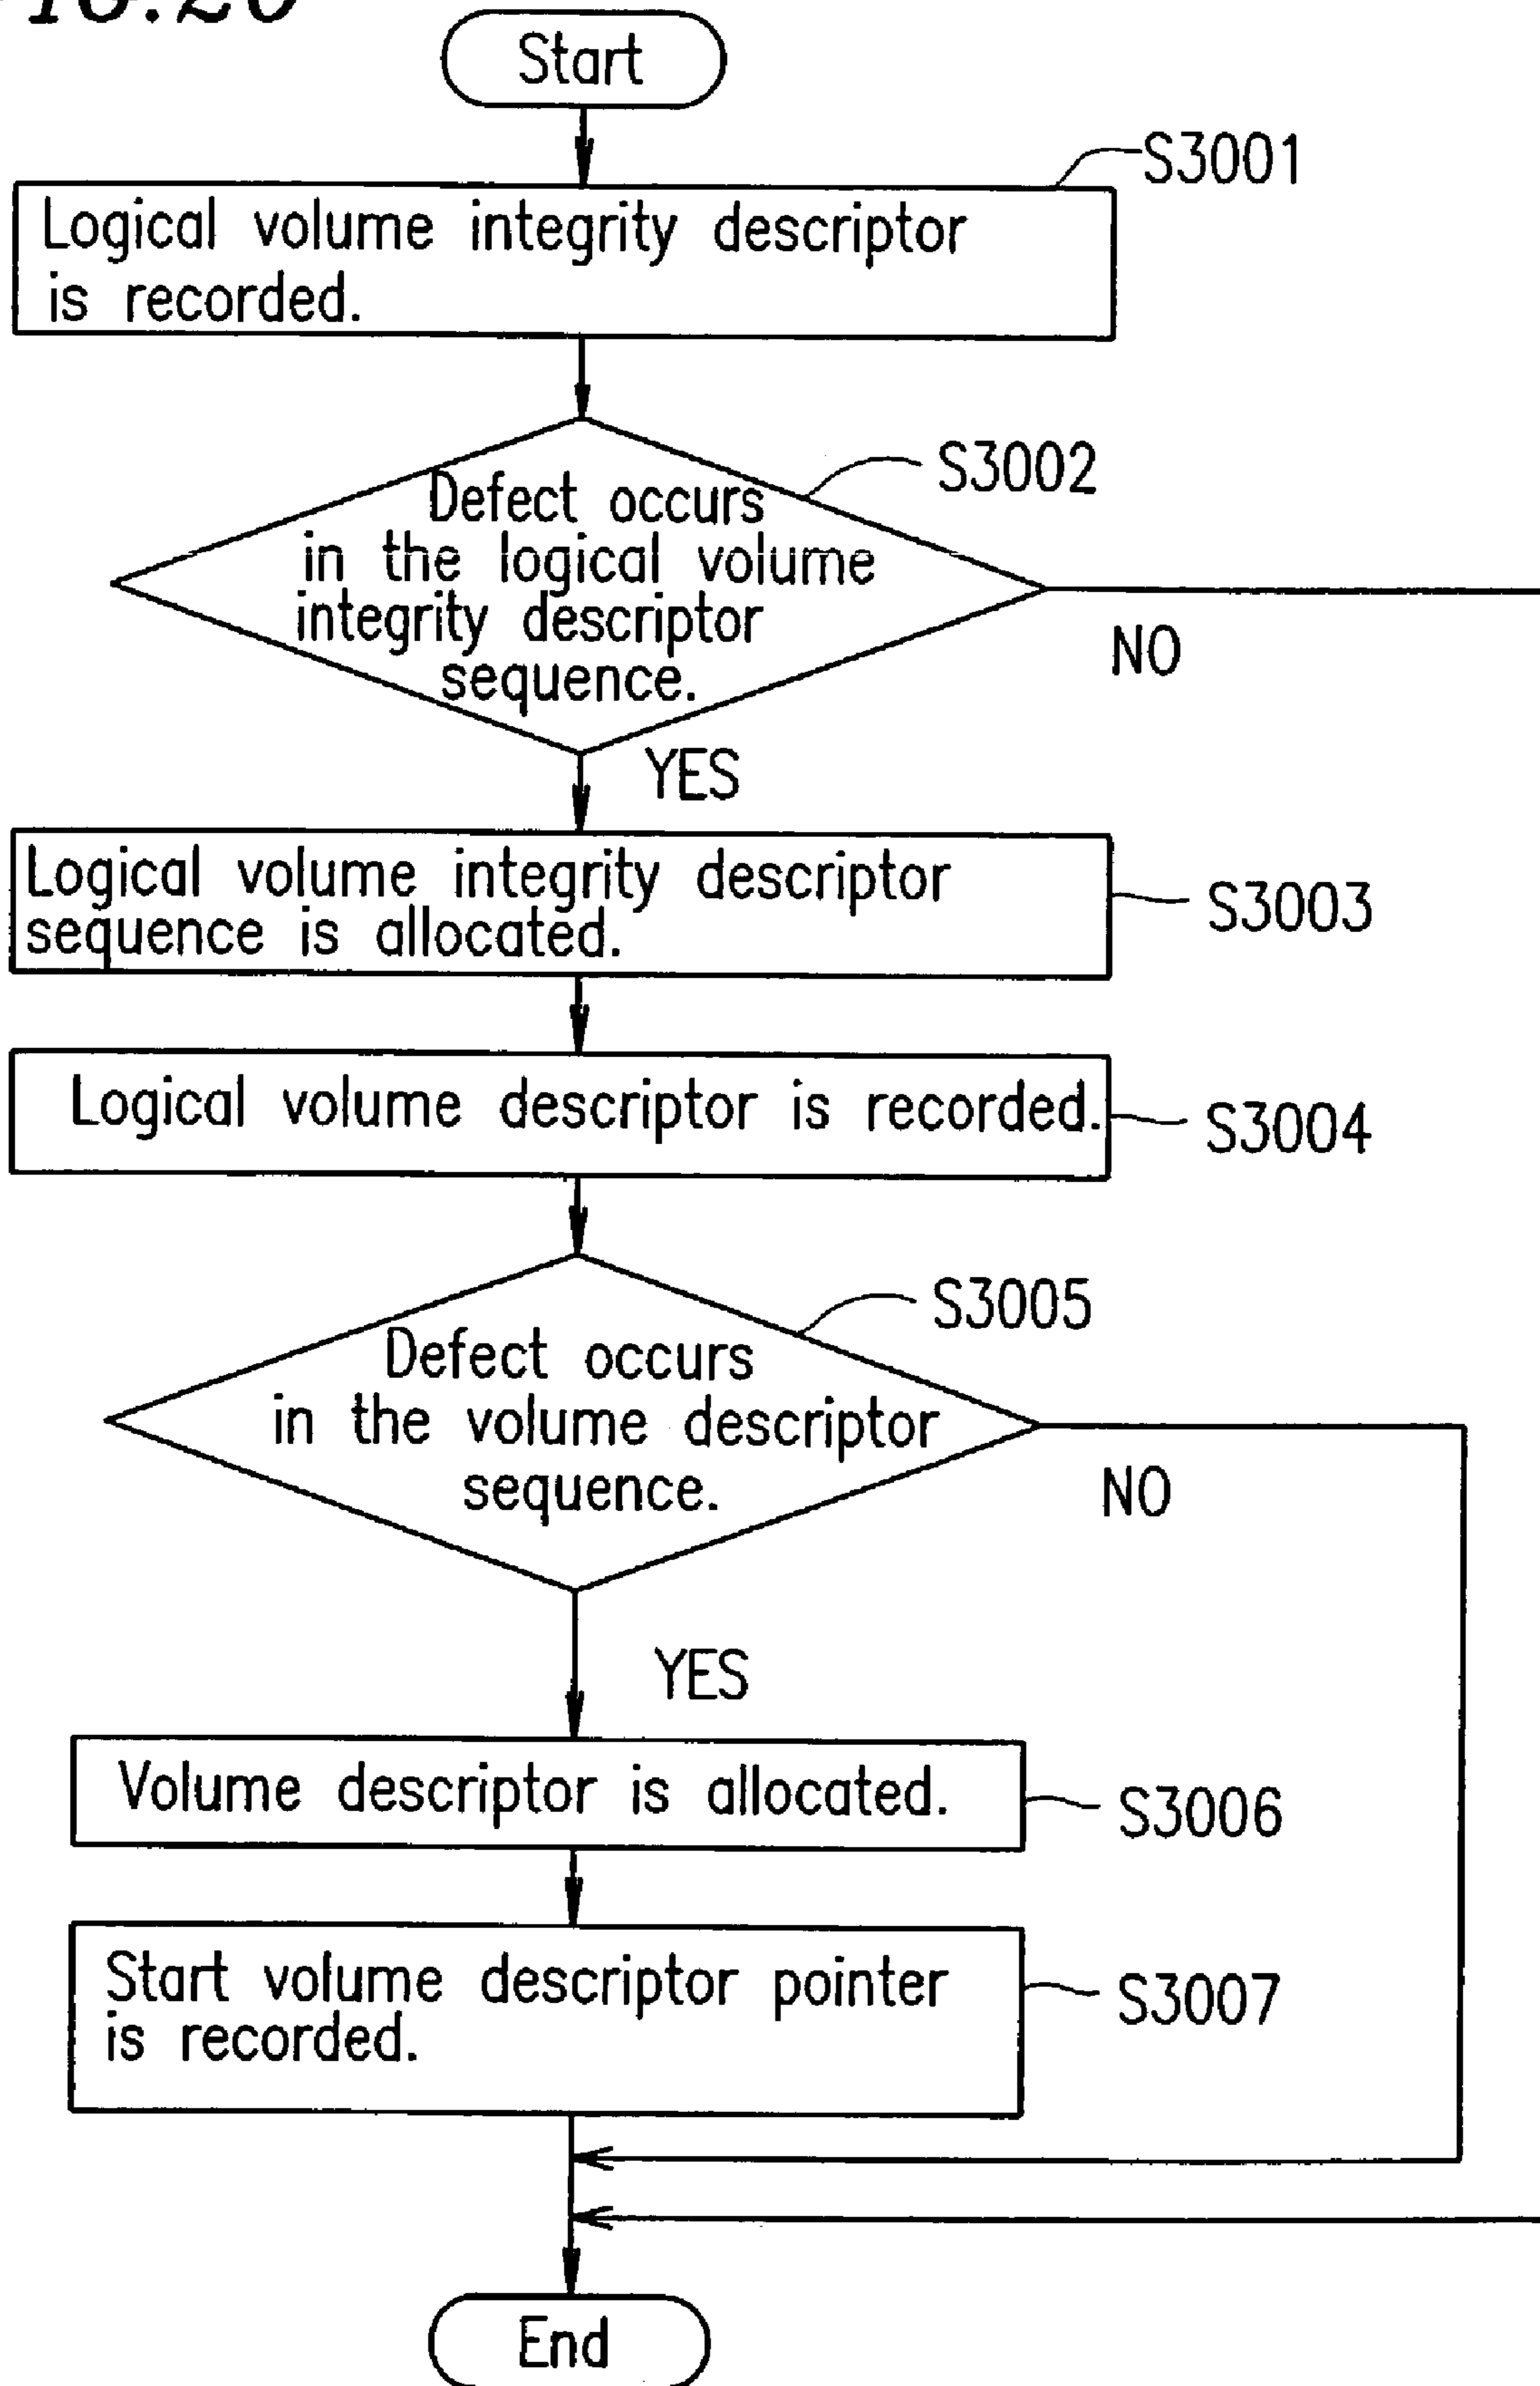 Start
S3001
Logical volume integrity descriptor
is recorded.
S3002
Defect occurs
in the logical volume
integrity descriptor
sequence.
NO
YES
Logical volume integrity descriptor
sequence is allocated.
S3003
Logical volume descriptor is recorded.
S3004
S3005
Defect occurs
in the volume descriptor
sequence.
NO
YES
Volume descriptor is allocated.
S3006
Start volume descriptor pointer
is recorded.
S3007
End